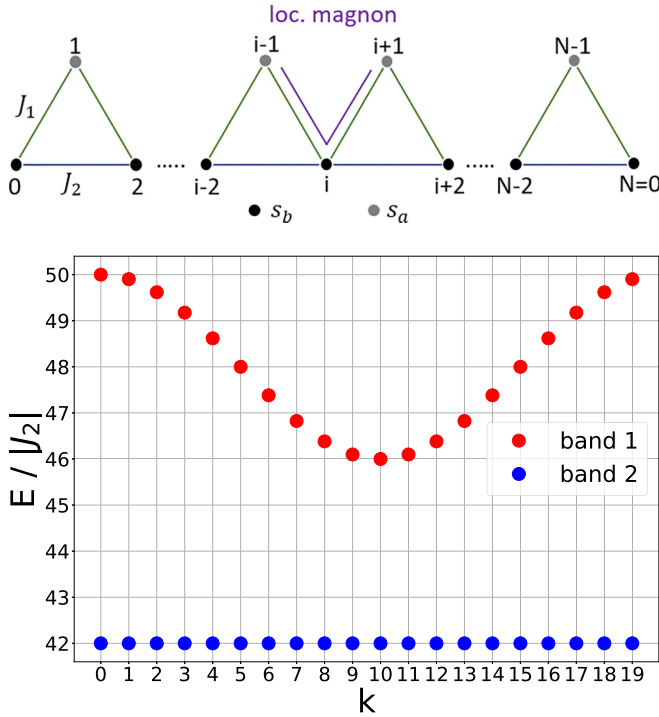 loc. magnon
1 i-1 i+1 N-1
J₁
0 J₂ 2 ..... i-2 i i+2 ..... N-2 N=0
s_b s_a
E / |J₂|
50
49
48
47
46
45
44
43
42
band 1
band 2
0 1 2 3 4 5 6 7 8 9 10 11 12 13 14 15 16 17 18 19
k